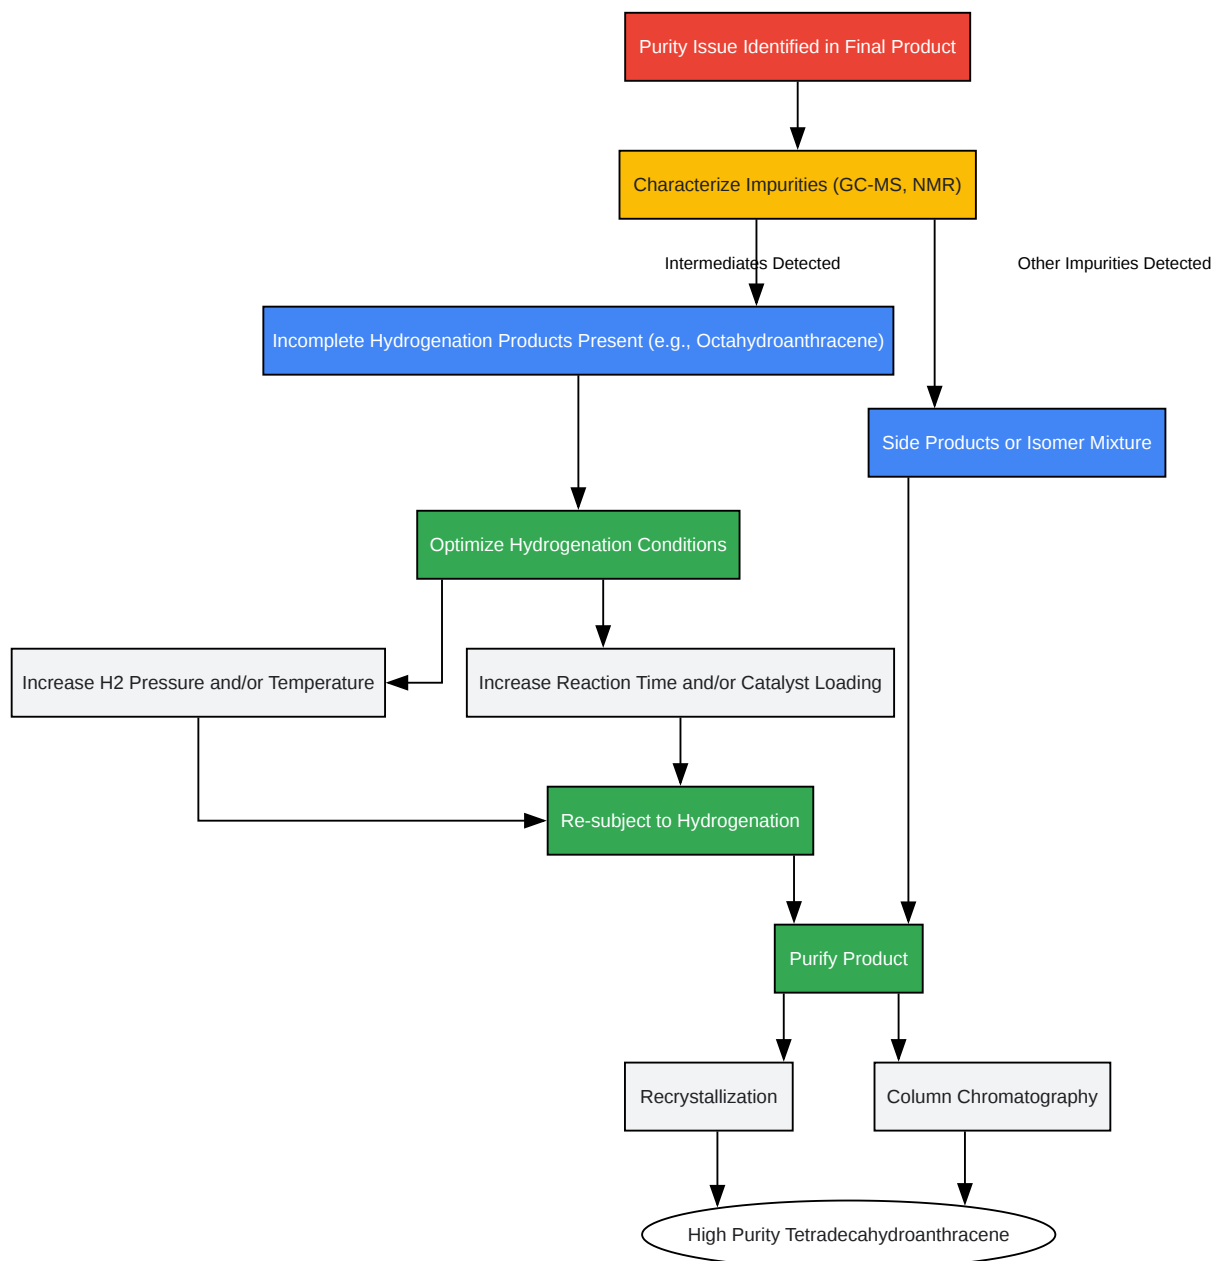 Purity Issue Identified in Final Product
Characterize Impurities (GC-MS, NMR)
Intermediates Detected
Other Impurities Detected
Incomplete Hydrogenation Products Present (e.g., Octahydroanthracene)
Side Products or Isomer Mixture
Optimize Hydrogenation Conditions
Increase H2 Pressure and/or Temperature
Increase Reaction Time and/or Catalyst Loading
Re-subject to Hydrogenation
Purify Product
Recrystallization
Column Chromatography
High Purity Tetradecahydroanthracene